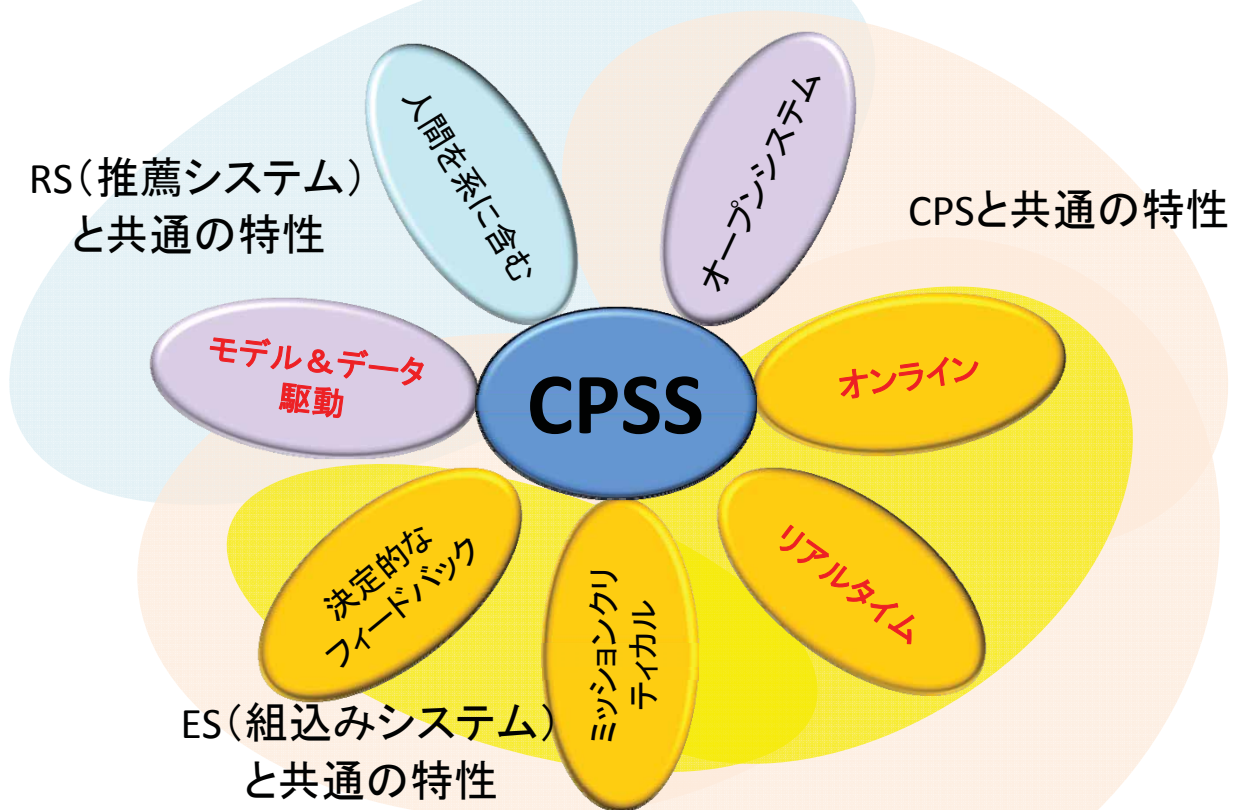 人間を系に含む
オープンシステム
RS（推薦システム）
と共通の特性
CPSと共通の特性
モデル＆データ
駆動
CPSS
オンライン
決定的な
フィードバック
ミッションクリ
ティカル
リアルタイム
ES（組込みシステム）
と共通の特性